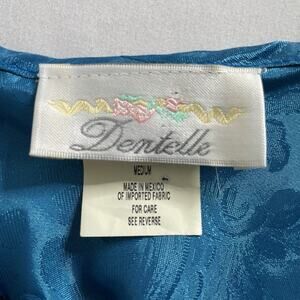 Dentelle
MEDIUM
MADE IN MEXICO
OF IMPORTED FABRIC
FOR CARE
SEE REVERSE